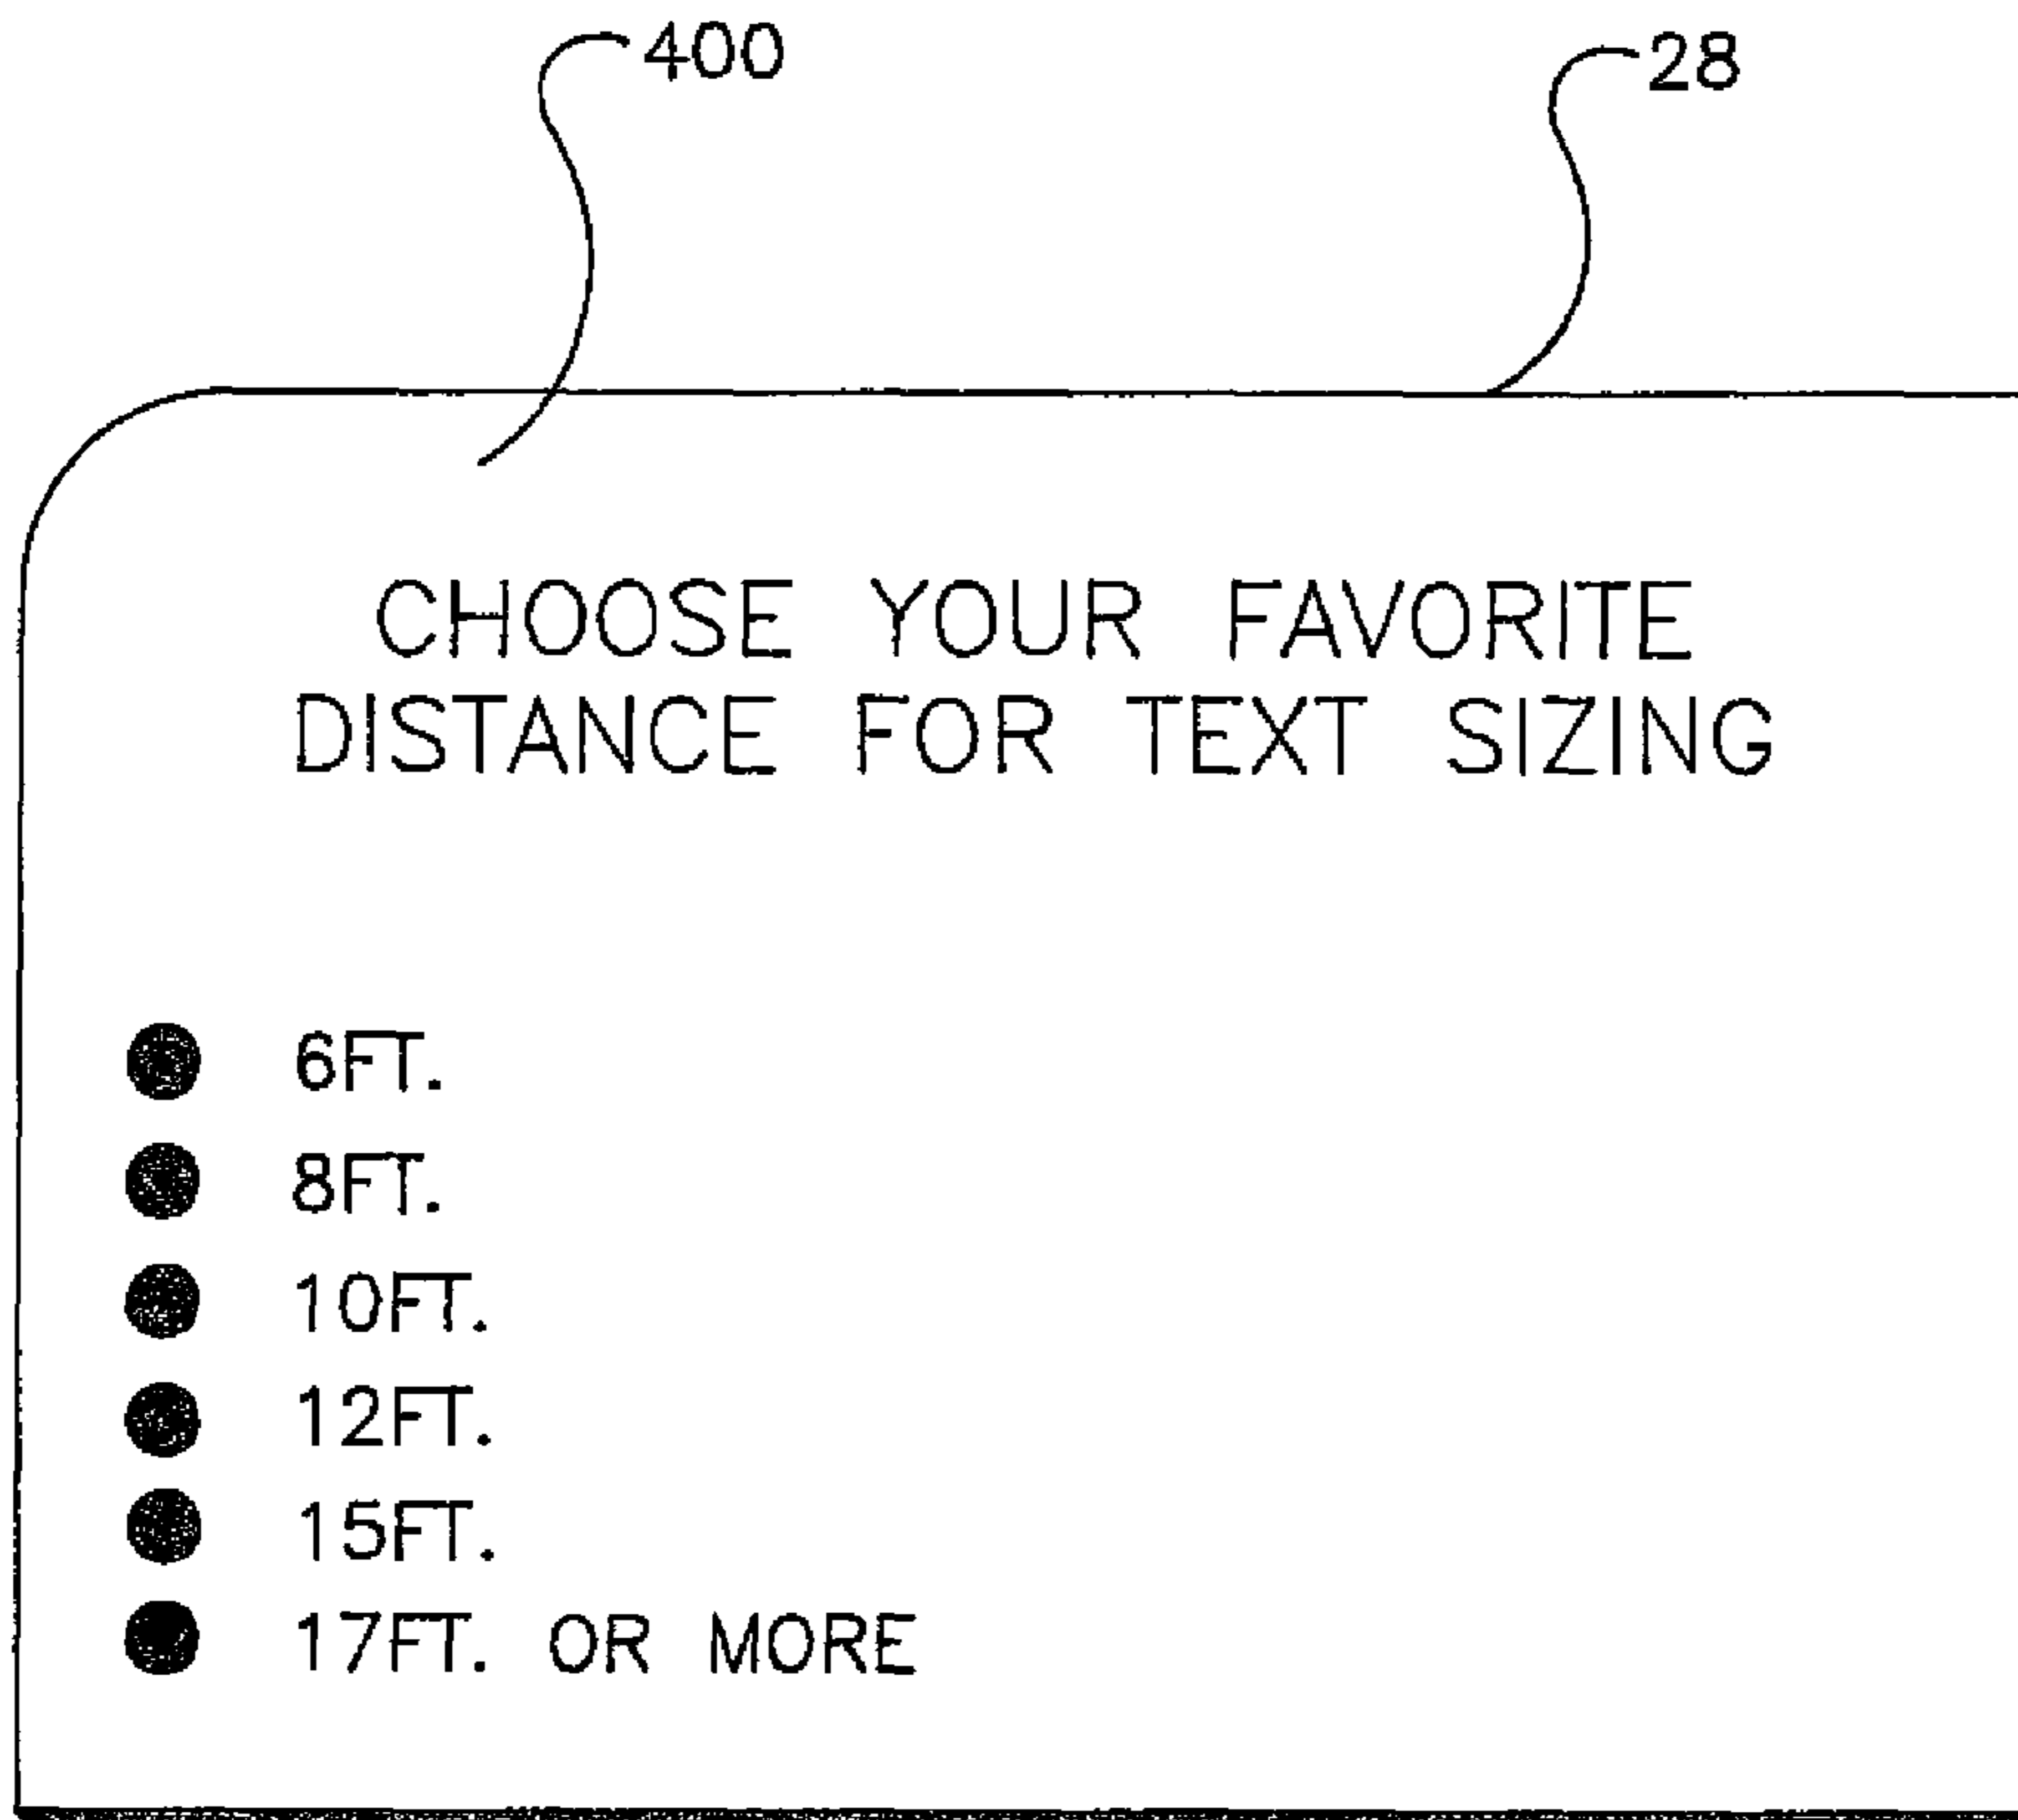 400
28
CHOOSE YOUR FAVORITE
DISTANCE FOR TEXT SIZING
6FT.
8FT.
10FT.
12FT.
15FT.
17FT. OR MORE